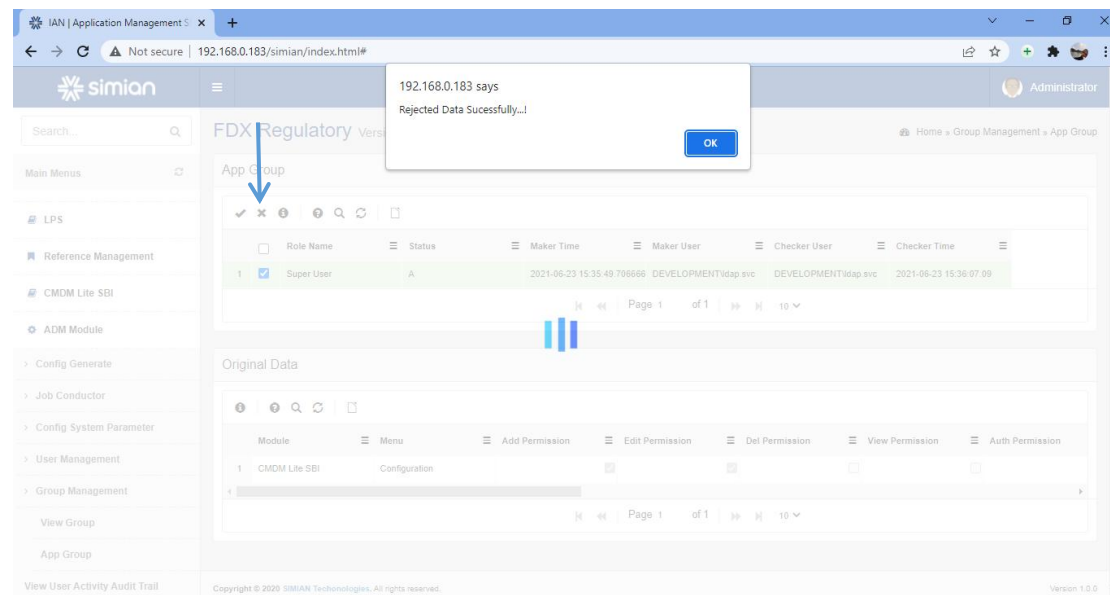 IAN | Application Management S
Not secure | 192.168.0.183/simian/index.html#
simian
192.168.0.183 says
Rejected Data Sucessfully...!
OK
Administrator
Search...
FDX Regulatory Vers
Home » Group Management » App Group
Main Menus
App Group
LPS
Reference Management
CMDM Lite SBI
ADM Module
Config Generate
Job Conductor
Config System Parameter
User Management
Group Management
View Group
App Group
View User Activity Audit Trail
Role Name Status Maker Time Maker User Checker User Checker Time
1 Super User A 2021-06-23 15:35:49.706666 DEVELOPMENT\ldap.svc DEVELOPMENT\ldap.svc 2021-06-23 15:36:07.09
Page 1 of 1 10
Original Data
Module Menu Add Permission Edit Permission Del Permission View Permission Auth Permission
1 CMDM Lite SBI Configuration
Page 1 of 1 10
Copyright © 2020 SIMIAN Techonologies. All rights reserved.
Version 1.0.0